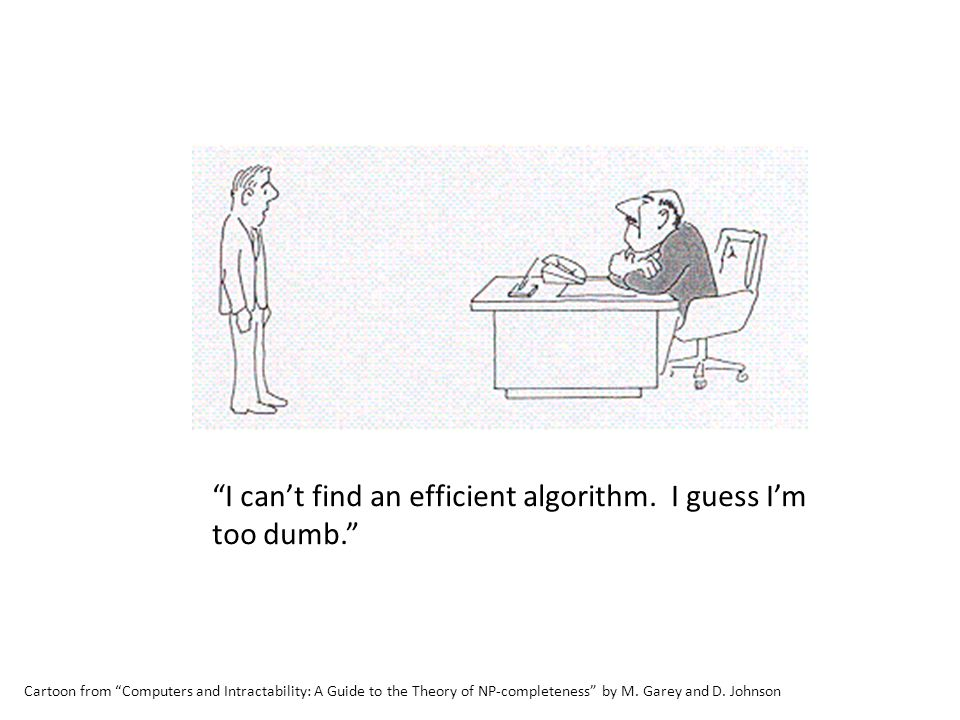 “I can’t find an efficient algorithm.  I guess I’m
too dumb.”
Cartoon from “Computers and Intractability: A Guide to the Theory of NP-completeness” by M. Garey and D. Johnson